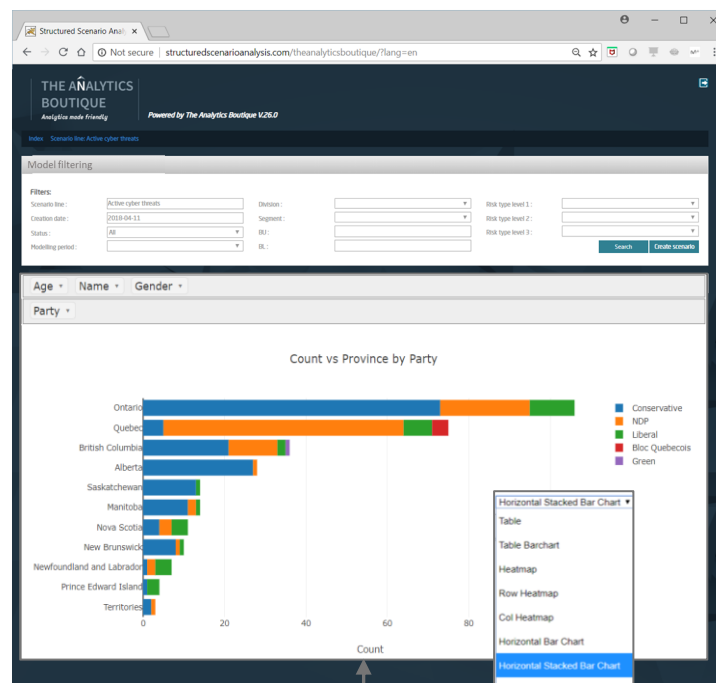 Structured Scenario Analy ×
Not secure | structuredscenarioanalysis.com/theanalyticsboutique/?lang=en
THE AÑALYTICS
BOUTIQUE
Analytics made friendly
Powered by The Analytics Boutique V.26.0
Index Scenario line: Active cyber threats
Model filtering
Filters:
Scenario line : Active cyber threats Division : Risk type level 1 :
Creation date : 2018-04-11 Segment : Risk type level 2 :
Status : All BU : Risk type level 3 :
Modelling period : BL : Search Create scenario
Age Name Gender
Party
Count vs Province by Party
Ontario
Quebec
British Columbia
Alberta
Saskatchewan
Manitoba
Nova Scotia
New Brunswick
Newfoundland and Labrador
Prince Edward Island
Territories
0 20 40 60 80
Count
Conservative
NDP
Liberal
Bloc Quebecois
Green
Horizontal Stacked Bar Chart
Table
Table Barchart
Heatmap
Row Heatmap
Col Heatmap
Horizontal Bar Chart
Horizontal Stacked Bar Chart